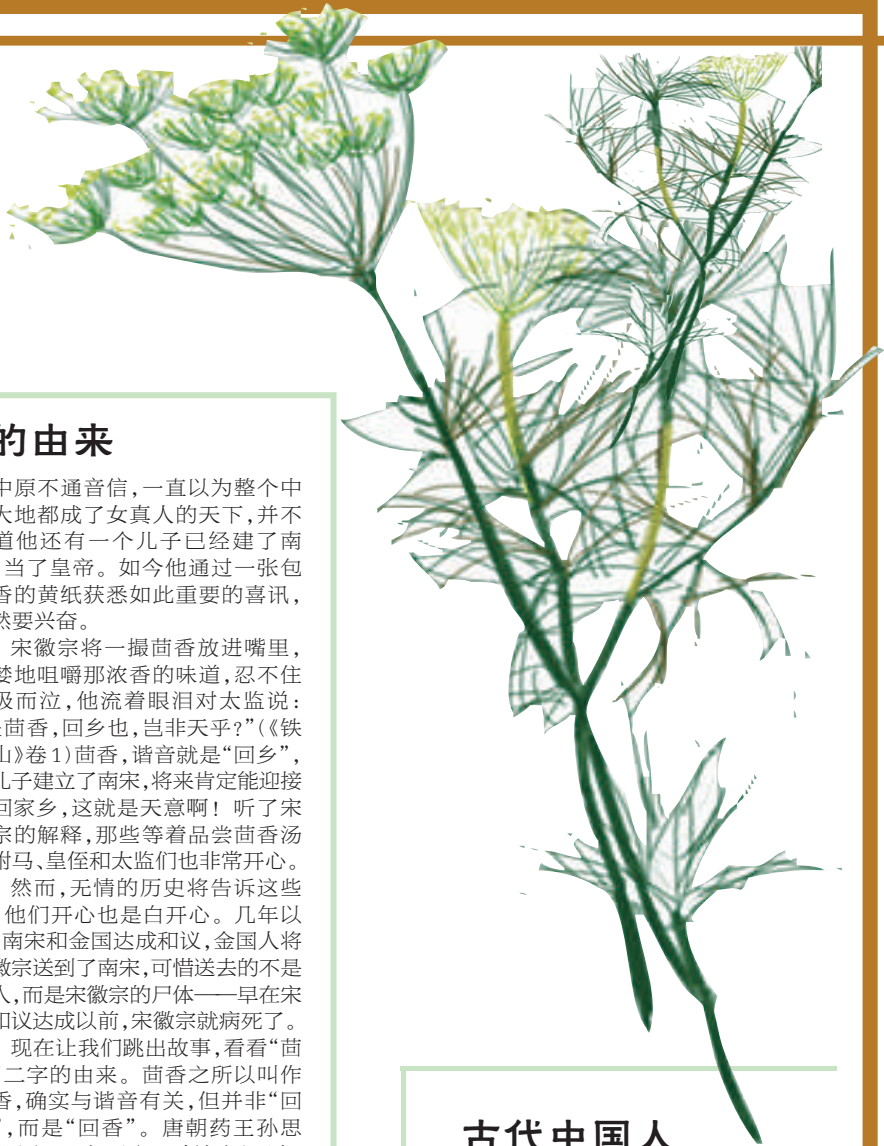 的由来
中原不通音信，一直以为整个中
大地都成了女真人的天下，并不
道他还有一个儿子已经建了南
当了皇帝。如今他通过一张包
香的黄纸获悉如此重要的喜讯，
然要兴奋。
宋徽宗将一撮茴香放进嘴里，
婪地咀嚼那浓香的味道，忍不住
及而泣，他流着眼泪对太监说：
茴香，回乡也，岂非天乎？”(《铁
山》卷1)茴香，谐音就是“回乡”，
儿子建立了南宋，将来肯定能迎接
回家乡，这就是天意啊！听了宋
宗的解释，那些等着品尝茴香汤
附马、皇侄和太监们也非常开心。
然而，无情的历史将告诉这些
他们开心也是白开心。几年以
南宋和金国达成和议，金国人将
徽宗送到了南宋，可惜送去的不是
人，而是宋徽宗的尸体——早在宋
和议达成以前，宋徽宗就病死了。
现在让我们跳出故事，看看“茴
二字的由来。茴香之所以叫作
香，确实与谐音有关，但并非“回
”，而是“回香”。唐朝药王孙思
古代中国人